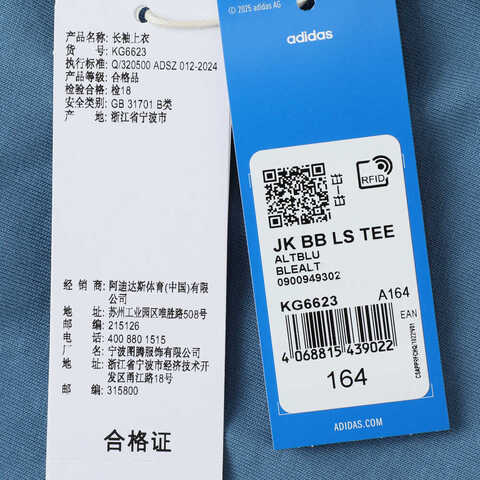 产品名称: 长袖上衣
货 号: KG6623
执行标准: Q/320500 ADSZ 012-2024
产品等级: 合格品
检验合格: 检18
安全类别: GB 31701 B类
产 地: 浙江省宁波市
经 销 商: 阿迪达斯体育(中国)有限
公司
地 址: 苏州工业园区唯胜路508号
邮 编: 215126
电 话: 400 880 1515
厂 名: 宁波图腾服饰有限公司
地 址: 浙江省宁波市经济技术开
发区甬江路18号
邮 编: 315800
合格证
© 2025 adidas AG
adidas
RFID
JK BB LS TEE
ALTBLU
BLEALT
0900949302
KG6623 A164
EAN
4 068815 439022
164
ADIDAS.COM